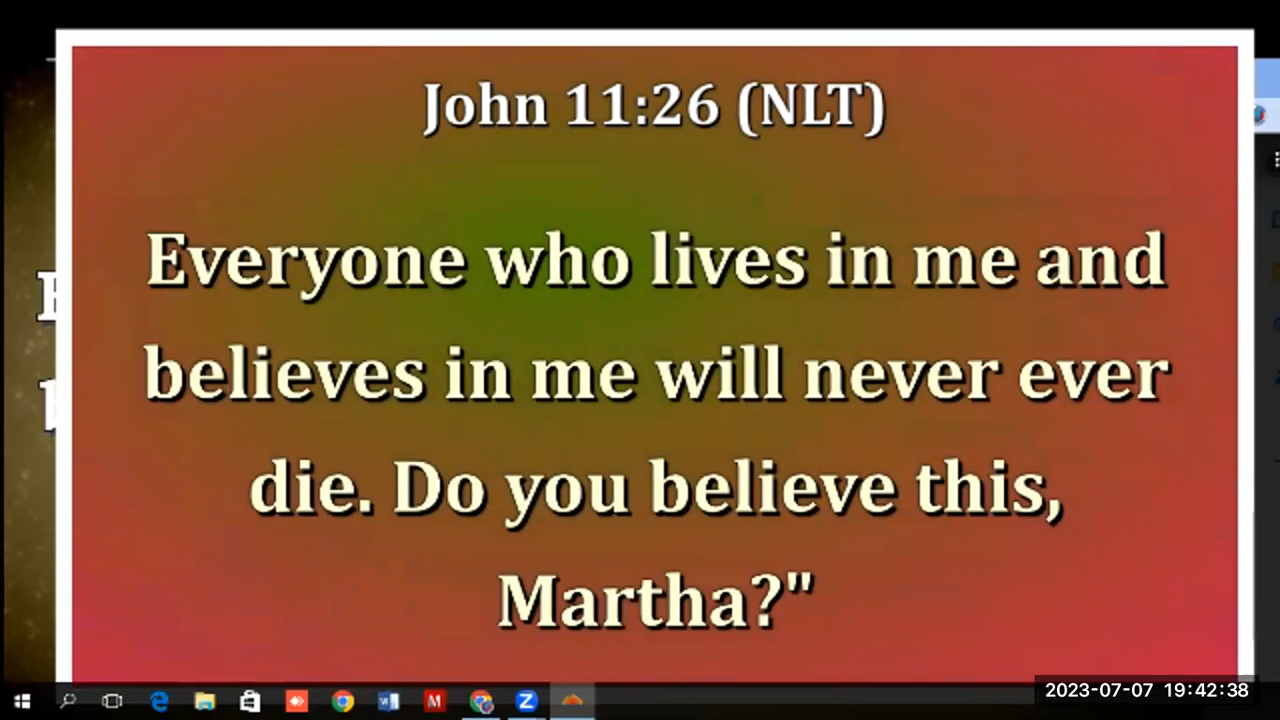 John 11:26 (NLT)
Everyone who lives in me and
believes in me will never ever
die. Do you believe this,
Martha?"
2023-07-07 19:42:38